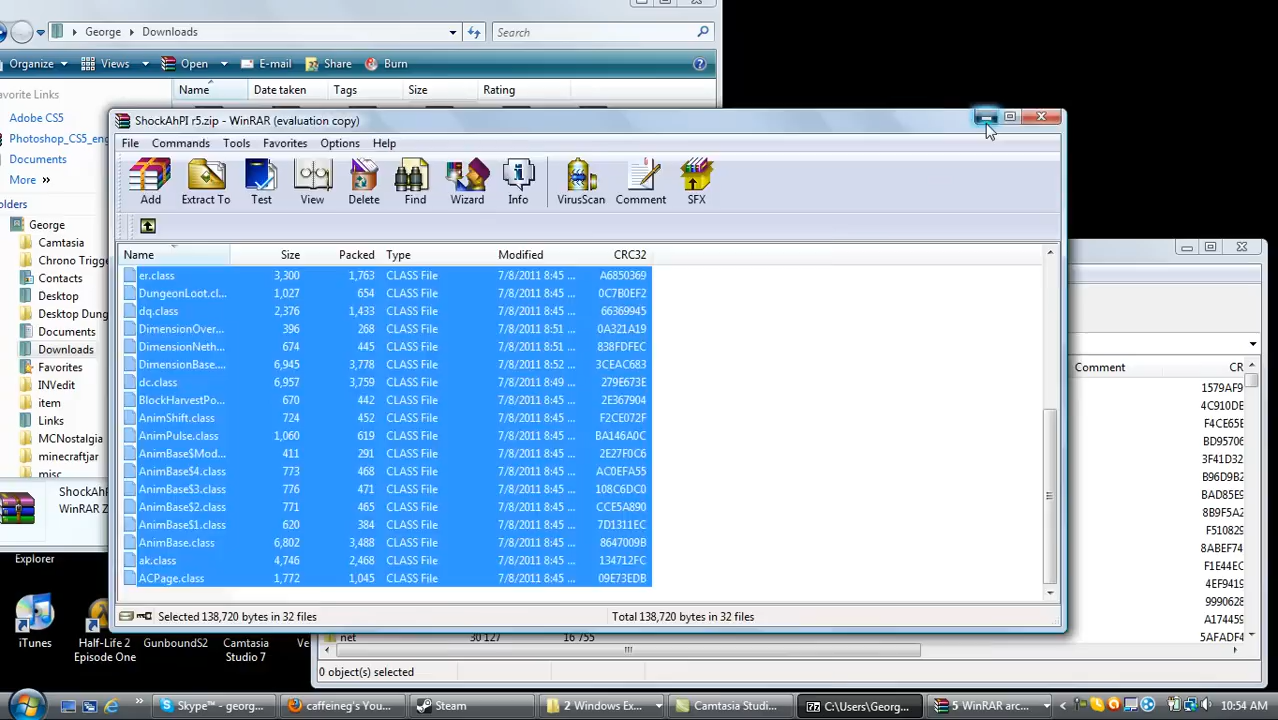 George ▸ Downloads
Search
Organize Views Open E-mail Share Burn
avorite Links
Name Date taken Tags Size Rating
Adobe CS5
Photoshop_CS5_en
Documents
More »
olders
George
Camtasia
Chrono Trigge
Contacts
Desktop
Desktop Dung
Documents
Downloads
Favorites
INVedit
item
Links
MCNostalgia
minecraftjar
misc
ShockAhP
WinRAR Z
ShockAhPI r5.zip - WinRAR (evaluation copy)
File Commands Tools Favorites Options Help
Add Extract To Test View Delete Find Wizard Info VirusScan Comment SFX
Name Size Packed Type Modified CRC32
er.class 3,300 1,763 CLASS File 7/8/2011 8:45 ... A6850369
DungeonLoot.cl... 1,027 654 CLASS File 7/8/2011 8:45 ... 0C7B0EF2
dq.class 2,376 1,433 CLASS File 7/8/2011 8:45 ... 66369945
DimensionOver... 396 268 CLASS File 7/8/2011 8:51 ... 0A321A19
DimensionNeth... 674 445 CLASS File 7/8/2011 8:51 ... 838FDFEC
DimensionBase.... 6,945 3,778 CLASS File 7/8/2011 8:52 ... 3CEAC683
dc.class 6,957 3,759 CLASS File 7/8/2011 8:49 ... 279E673E
BlockHarvestPo... 670 442 CLASS File 7/8/2011 8:45 ... 2E367904
AnimShift.class 724 452 CLASS File 7/8/2011 8:45 ... F2CE072F
AnimPulse.class 1,060 619 CLASS File 7/8/2011 8:45 ... BA146A0C
AnimBase$Mod... 411 291 CLASS File 7/8/2011 8:45 ... 2E27F0C6
AnimBase$4.class 773 468 CLASS File 7/8/2011 8:45 ... AC0EFA55
AnimBase$3.class 776 471 CLASS File 7/8/2011 8:45 ... 108C6DC0
AnimBase$2.class 771 465 CLASS File 7/8/2011 8:45 ... CCE5A890
AnimBase$1.class 620 384 CLASS File 7/8/2011 8:45 ... 7D1311EC
AnimBase.class 6,802 3,488 CLASS File 7/8/2011 8:45 ... 8647009B
ak.class 4,746 2,468 CLASS File 7/8/2011 8:45 ... 134712FC
ACPage.class 1,772 1,045 CLASS File 7/8/2011 8:45 ... 09E73EDB
Selected 138,720 bytes in 32 files Total 138,720 bytes in 32 files
Comment CR
1579AF9
4C910DE
F4CE65E
BD95706
3F41D32
B96D9B2
BAD85E9
8B9F5A2
F510829
8ABEF74
F1E44EC
4EF9419
9990628
A174459
5AFADF4
net 30 127 16 755
0 object(s) selected
Explorer
iTunes
Half-Life 2
Episode One
GunboundS2
Camtasia
Studio 7
Ve
Skype™ - georg... caffeineg's You... Steam 2 Windows Ex... Camtasia Studi... C:\Users\Georg... 5 WinRAR arc... 10:54 AM